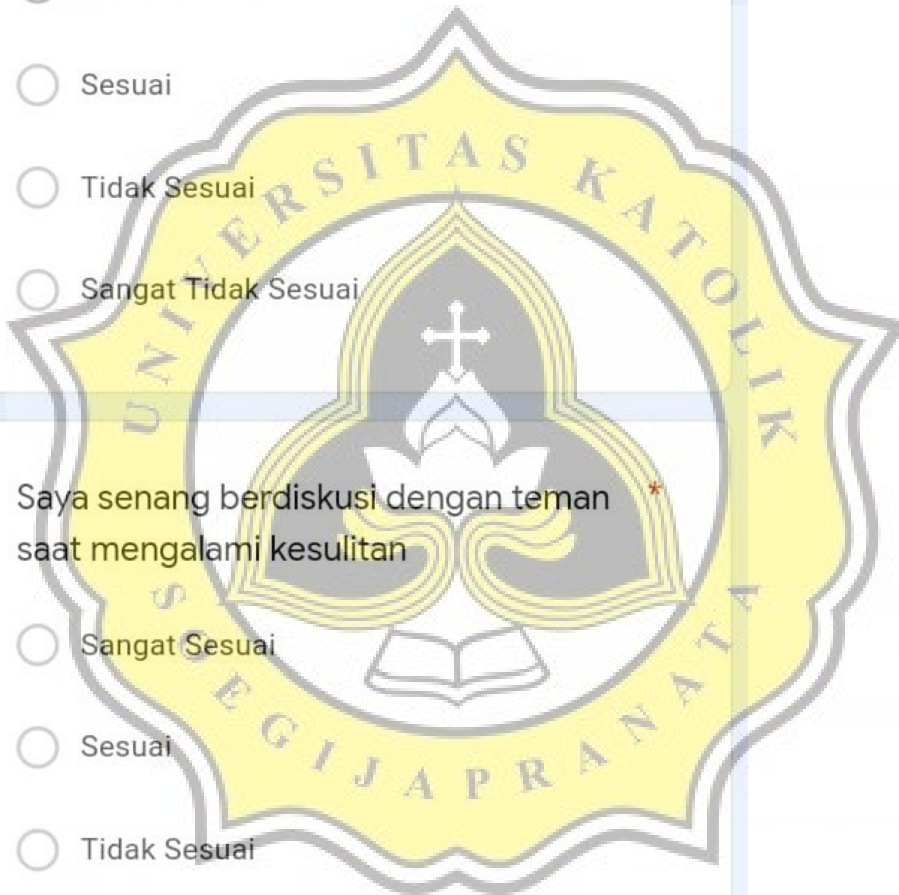 Sesuai
Tidak Sesuai
Sangat Tidak Sesuai
UNIVERSITAS KATOLIK
Saya senang berdiskusi dengan teman *
saat mengalami kesulitan
Sangat Sesuai
Sesuai
Tidak Sesuai
SOEGIJAPRANATA